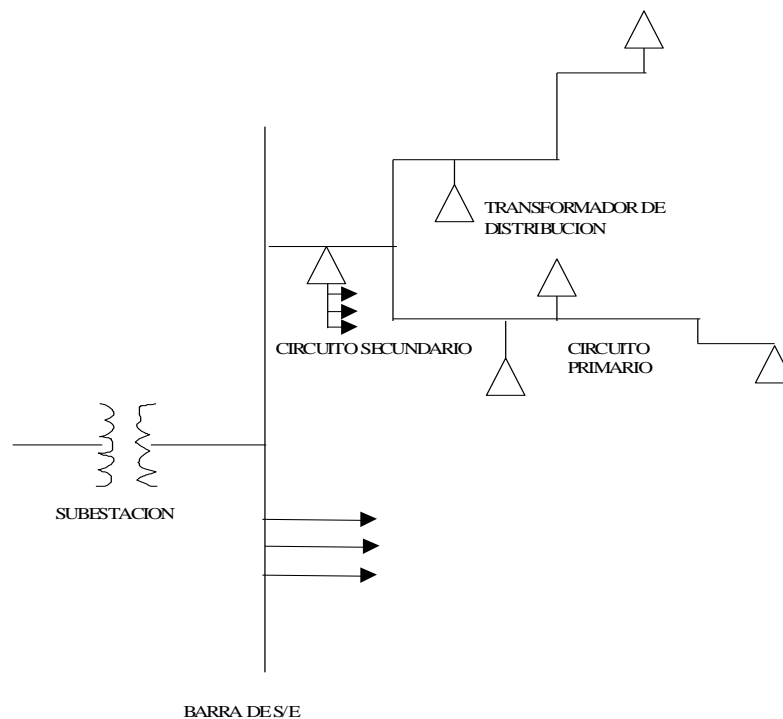 TRANSFORMADOR DE
DISTRIBUCION
CIRCUITO SECUNDARIO
CIRCUITO
PRIMARIO
SUBESTACION
BARRA DE S/E